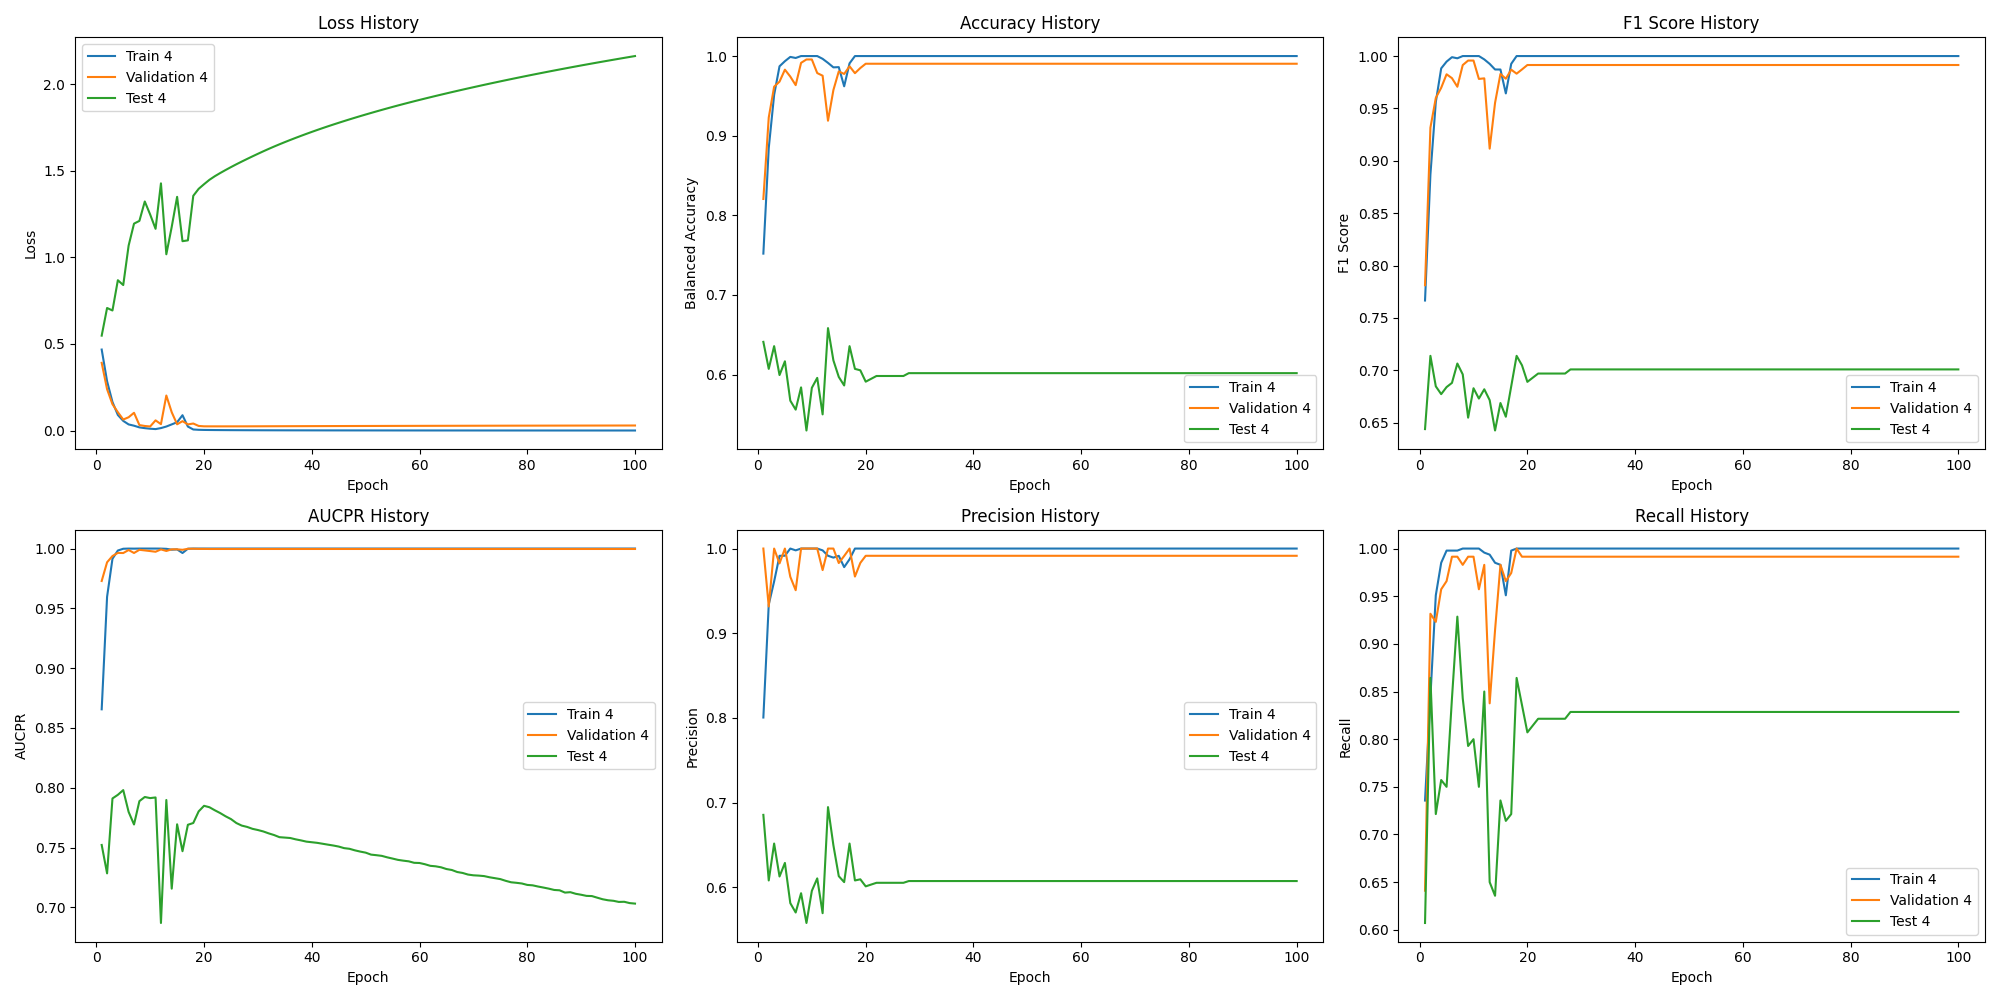 Loss History
Train 4
Validation 4
Test 4
2.0
1.5
1.0
0.5
0.0
Loss
0 20 40 60 80 100
Epoch
Accuracy History
1.0
0.9
0.8
0.7
0.6
Balanced Accuracy
Train 4
Validation 4
Test 4
0 20 40 60 80 100
Epoch
F1 Score History
1.00
0.95
0.90
0.85
0.80
0.75
0.70
0.65
F1 Score
Train 4
Validation 4
Test 4
0 20 40 60 80 100
Epoch
AUCPR History
1.00
0.95
0.90
0.85
0.80
0.75
0.70
AUCPR
Train 4
Validation 4
Test 4
0 20 40 60 80 100
Epoch
Precision History
1.0
0.9
0.8
0.7
0.6
Precision
Train 4
Validation 4
Test 4
0 20 40 60 80 100
Epoch
Recall History
1.00
0.95
0.90
0.85
0.80
0.75
0.70
0.65
0.60
Recall
Train 4
Validation 4
Test 4
0 20 40 60 80 100
Epoch